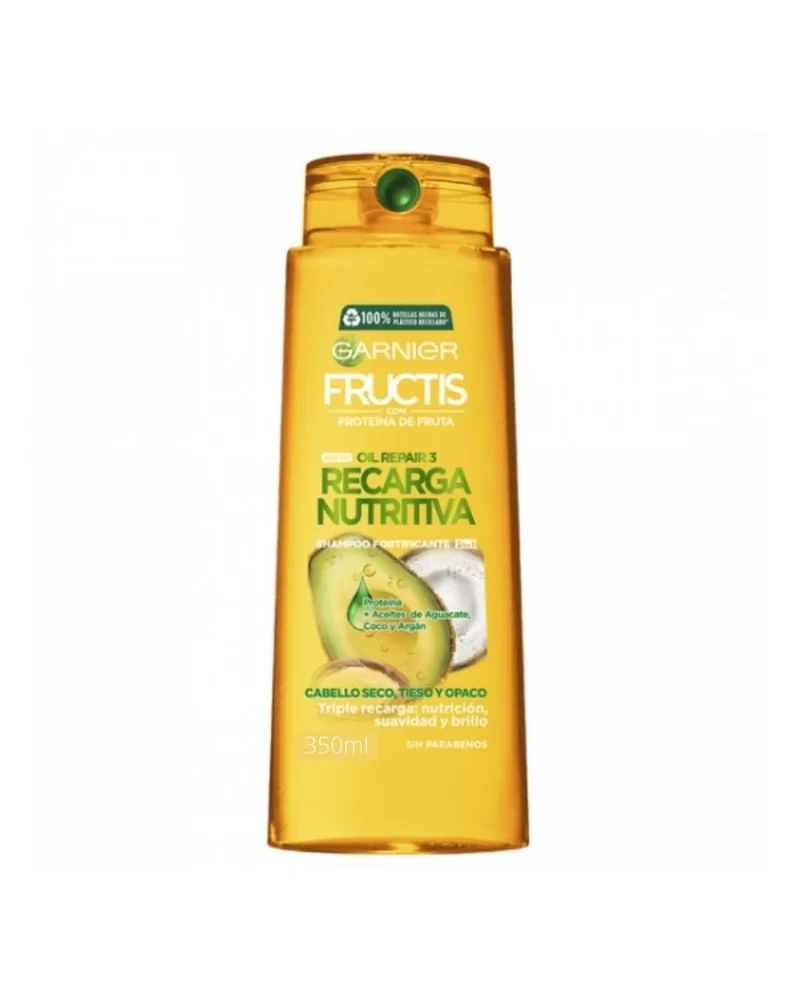 100% BOTELLAS HECHAS DE
PLÁSTICO RECICLADO*
GARNIER
FRUCTIS
CON
PROTEÍNA DE FRUTA
OIL REPAIR 3
RECARGA
NUTRITIVA
SHAMPOO FORTIFICANTE 2en1
Proteína
+ Aceites de Aguacate,
Coco y Argán
CABELLO SECO, TIESO Y OPACO
Triple recarga: nutrición,
suavidad y brillo
350ml
SIN PARABENOS